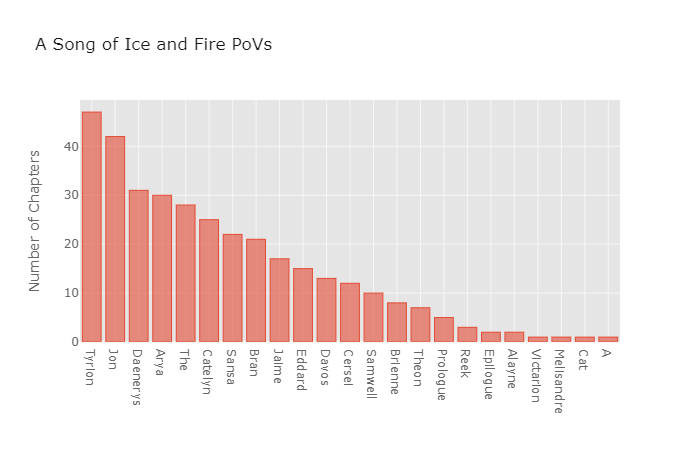 A Song of Ice and Fire PoVs
Number of Chapters
40
30
20
10
0
Tyrion
Jon
Daenerys
Arya
The
Catelyn
Sansa
Bran
Jaime
Eddard
Davos
Cersei
Samwell
Brienne
Theon
Prologue
Reek
Epilogue
Alayne
Victarion
Melisandre
Cat
A